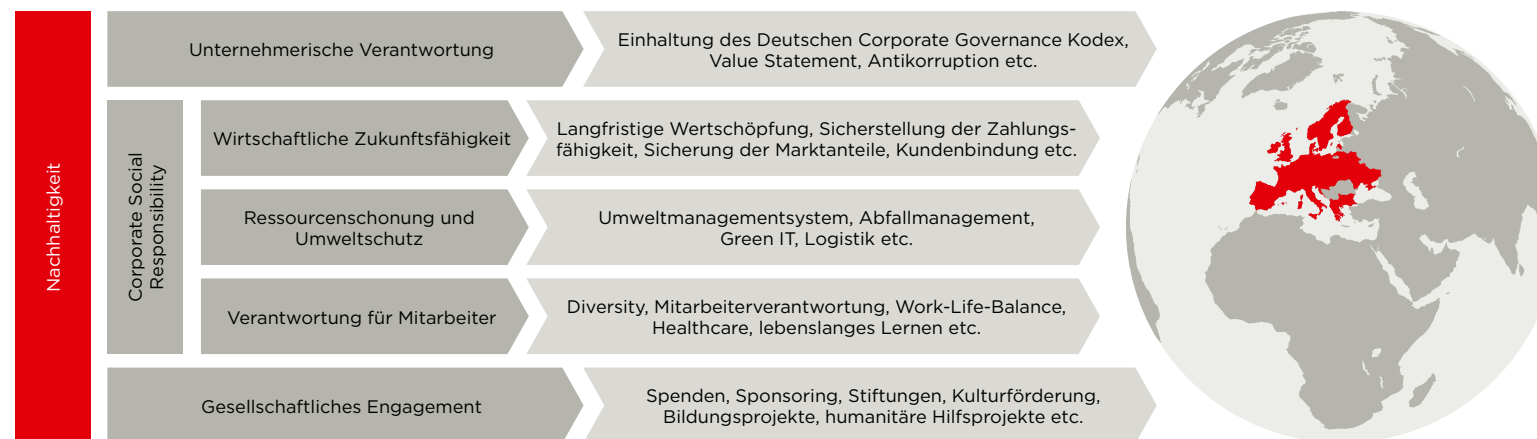 Nachhaltigkeit
Unternehmerische Verantwortung
Einhaltung des Deutschen Corporate Governance Kodex,
Value Statement, Antikorruption etc.
Corporate Social
Responsibility
Wirtschaftliche Zukunftsfähigkeit
Langfristige Wertschöpfung, Sicherstellung der Zahlungs-
fähigkeit, Sicherung der Marktanteile, Kundenbindung etc.
Ressourcenschonung und
Umweltschutz
Umweltmanagementsystem, Abfallmanagement,
Green IT, Logistik etc.
Verantwortung für Mitarbeiter
Diversity, Mitarbeiterverantwortung, Work-Life-Balance,
Healthcare, lebenslanges Lernen etc.
Gesellschaftliches Engagement
Spenden, Sponsoring, Stiftungen, Kulturförderung,
Bildungsprojekte, humanitäre Hilfsprojekte etc.